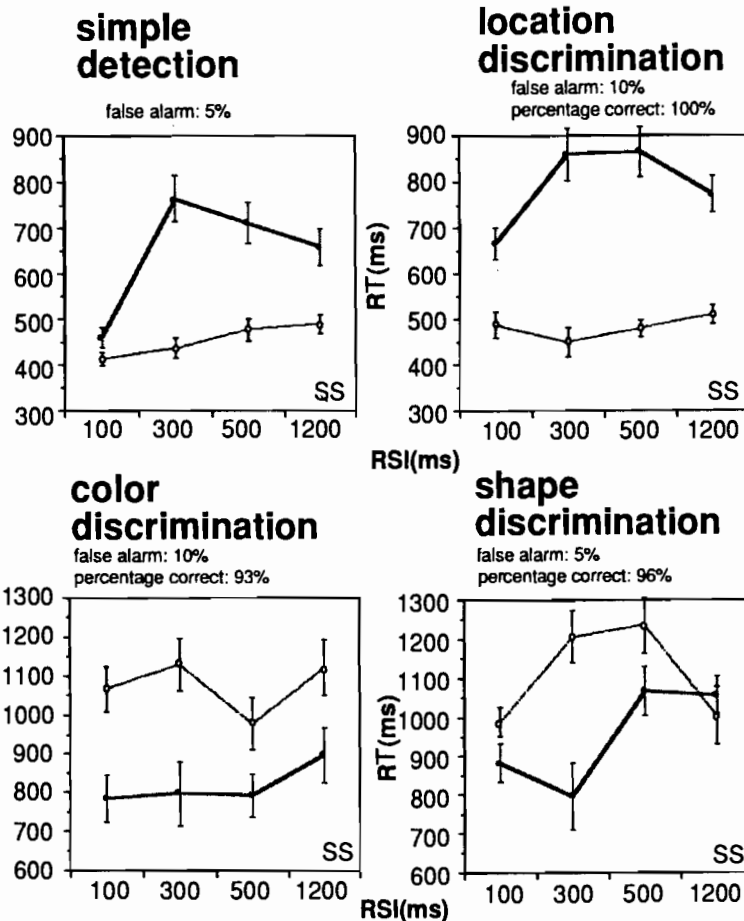 simple
detection
false alarm: 5%
900
800
700
600
500
400
300
100 300 500 1200
SS
location
discrimination
false alarm: 10%
percentage correct: 100%
900
800
700
600
500
400
300
RT(ms)
100 300 500 1200
SS
RSI(ms)
color
discrimination
false alarm: 10%
percentage correct: 93%
1300
1200
1100
1000
900
800
700
600
100 300 500 1200
SS
shape
discrimination
false alarm: 5%
percentage correct: 96%
1300
1200
1100
1000
900
800
700
600
RT(ms)
100 300 500 1200
SS
RSI(ms)